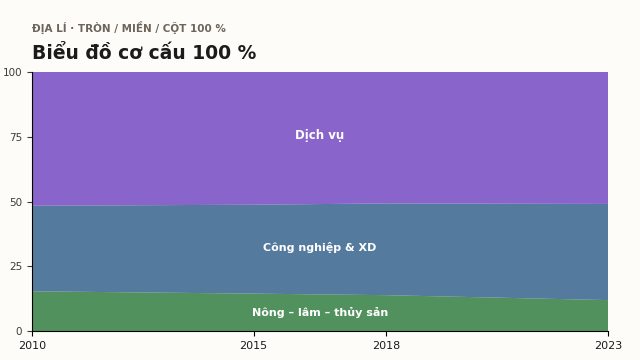 ĐỊA LÍ · TRÒN / MIỀN / CỘT 100 %
Biểu đồ cơ cấu 100 %
100
75
50
25
0
Dịch vụ
Công nghiệp & XD
Nông – lâm – thủy sản
2010
2015
2018
2023